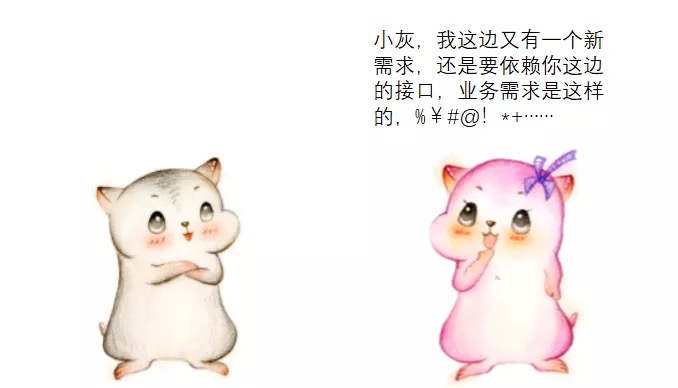 小灰，我这边又有一个新
需求，还是要依赖你这边
的接口，业务需求是这样
的，%￥#@！*+……